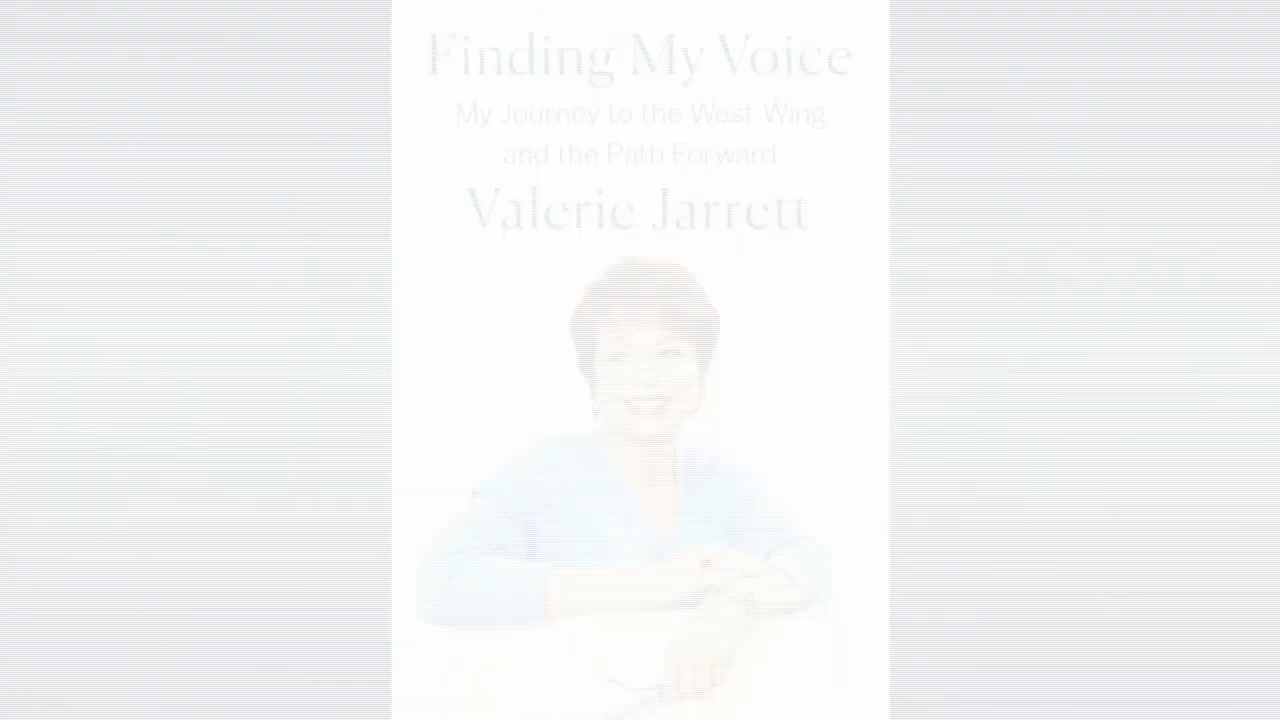 Finding My Voice
My Journey to the West Wing
and the Path Forward
Valerie Jarrett